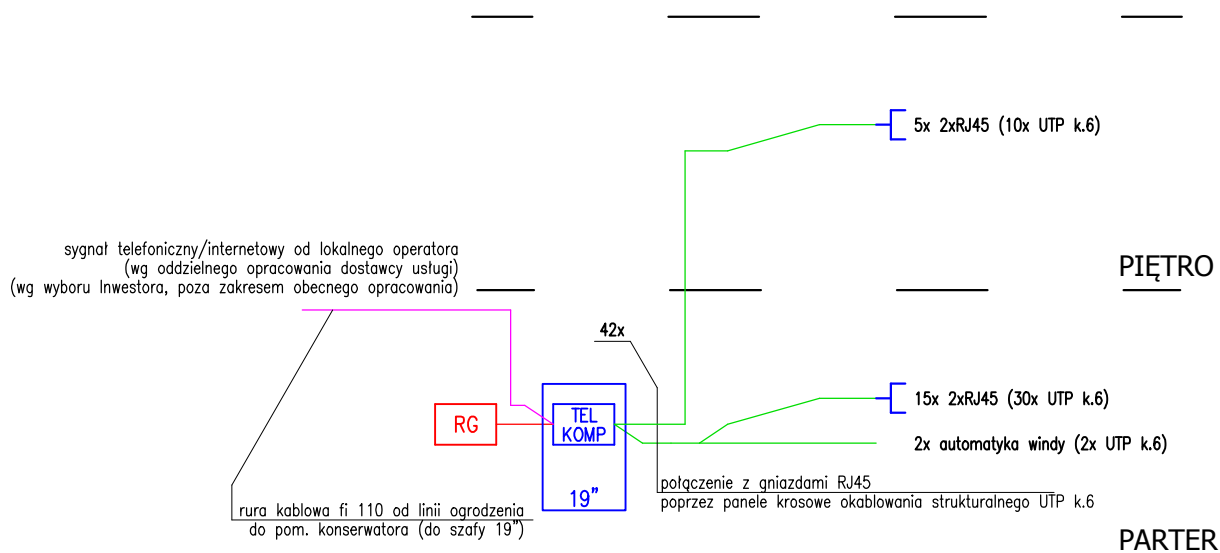 5x 2xRJ45 (10x UTP k.6)
sygnał telefoniczny/internetowy od lokalnego operatora
(wg oddzielnego opracowania dostawcy usługi)
(wg wyboru Inwestora, poza zakresem obecnego opracowania)
PIĘTRO
42x
RG
TEL
KOMP
19"
15x 2xRJ45 (30x UTP k.6)
2x automatyka windy (2x UTP k.6)
połączenie z gniazdami RJ45
poprzez panele krosowe okablowania strukturalnego UTP k.6
rura kablowa fi 110 od linii ogrodzenia
do pom. konserwatora (do szafy 19")
PARTER